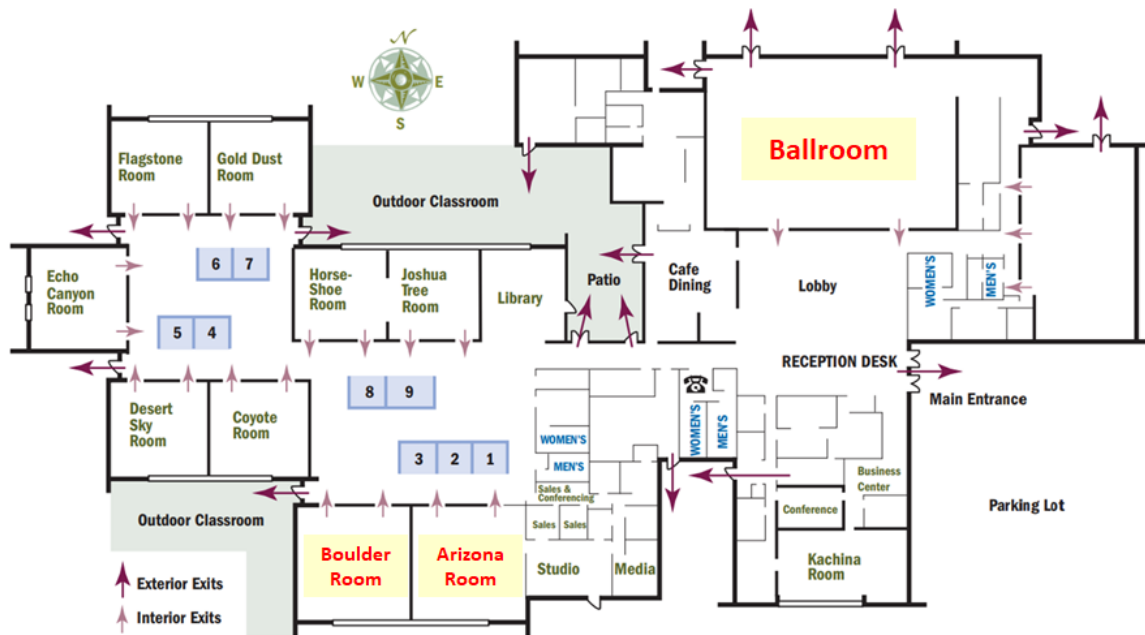 N
W
E
S
Ballroom
Flagstone
Room
Gold Dust
Room
Outdoor Classroom
6
7
Echo
Canyon
Room
Horse-
Shoe
Room
Joshua
Tree
Room
Library
Patio
Cafe
Dining
Lobby
WOMEN'S
MEN'S
5
4
RECEPTION DESK
Main Entrance
8
9
Desert
Sky
Room
Coyote
Room
WOMEN'S
MEN'S
WOMEN'S
MEN'S
3
2
1
Sales &
Conferencing
Sales
Sales
Business
Center
Conference
Parking Lot
Outdoor Classroom
Boulder
Room
Arizona
Room
Studio
Media
Kachina
Room
Exterior Exits
Interior Exits